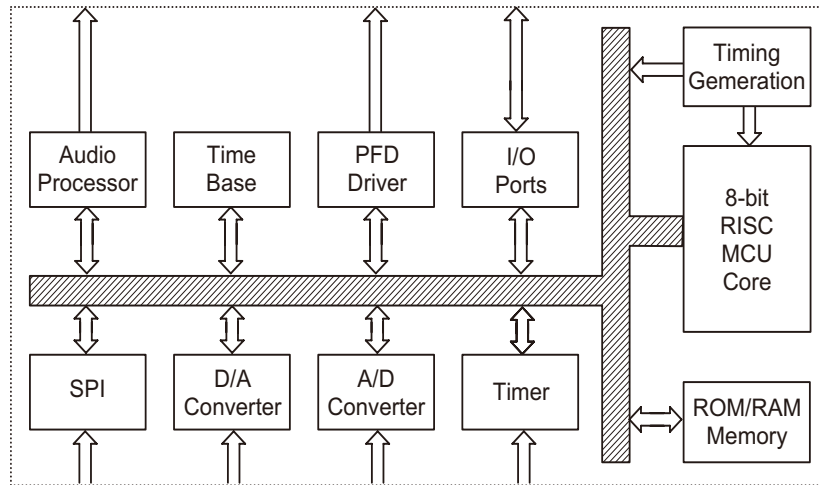 Timing
Gemeration
Audio
Processor
Time
Base
PFD
Driver
I/O
Ports
8-bit
RISC
MCU
Core
SPI
D/A
Converter
A/D
Converter
Timer
ROM/RAM
Memory